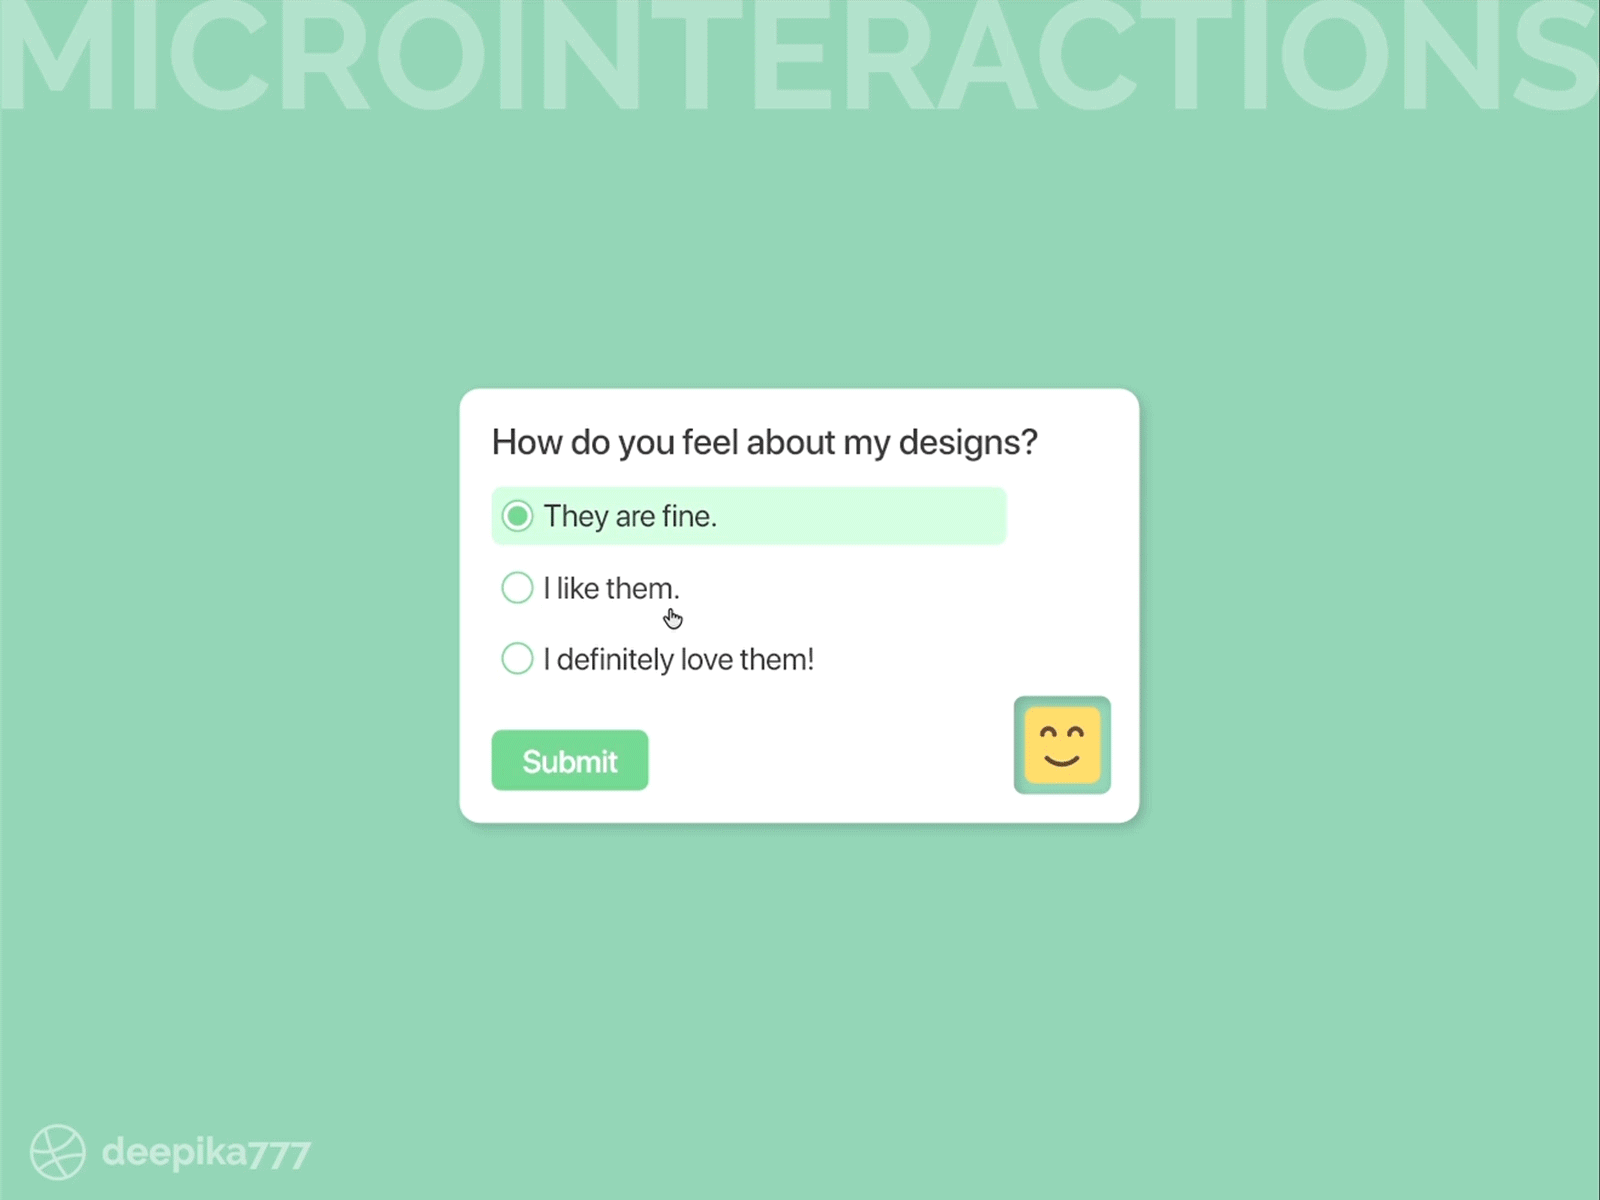 MICROINTERACTIONS
How do you feel about my designs?
They are fine.
I like them.
I definitely love them!
Submit
deepika777